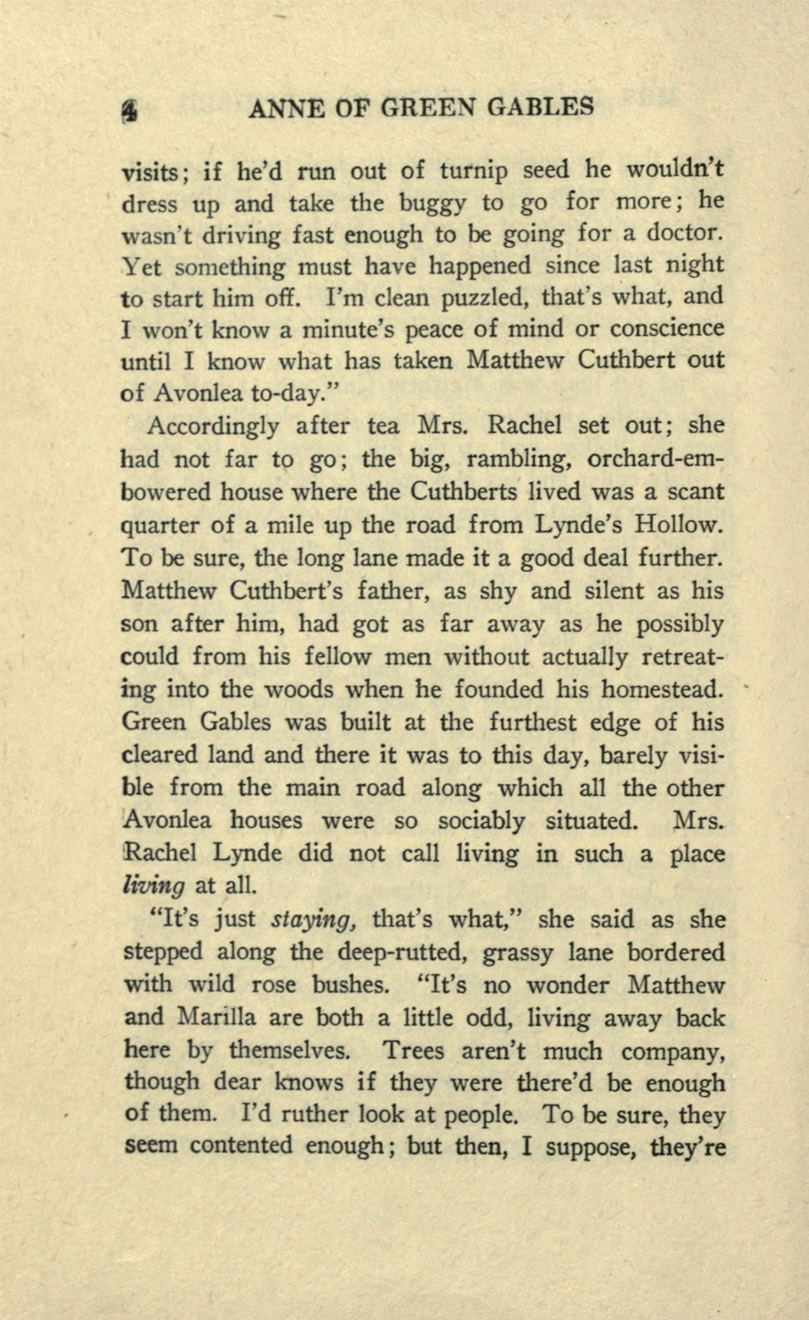 4 ANNE OF GREEN GABLES
visits; if he'd run out of turnip seed he wouldn't
dress up and take the buggy to go for more; he
wasn't driving fast enough to be going for a doctor.
Yet something must have happened since last night
to start him off. I'm clean puzzled, that's what, and
I won't know a minute's peace of mind or conscience
until I know what has taken Matthew Cuthbert out
of Avonlea to-day."
Accordingly after tea Mrs. Rachel set out; she
had not far to go; the big, rambling, orchard-em-
bowered house where the Cuthberts lived was a scant
quarter of a mile up the road from Lynde's Hollow.
To be sure, the long lane made it a good deal further.
Matthew Cuthbert's father, as shy and silent as his
son after him, had got as far away as he possibly
could from his fellow men without actually retreat-
ing into the woods when he founded his homestead.
Green Gables was built at the furthest edge of his
cleared land and there it was to this day, barely visi-
ble from the main road along which all the other
Avonlea houses were so sociably situated. Mrs.
Rachel Lynde did not call living in such a place
living at all.
"It's just staying, that's what," she said as she
stepped along the deep-rutted, grassy lane bordered
with wild rose bushes. "It's no wonder Matthew
and Marilla are both a little odd, living away back
here by themselves. Trees aren't much company,
though dear knows if they were there'd be enough
of them. I'd ruther look at people. To be sure, they
seem contented enough; but then, I suppose, they're